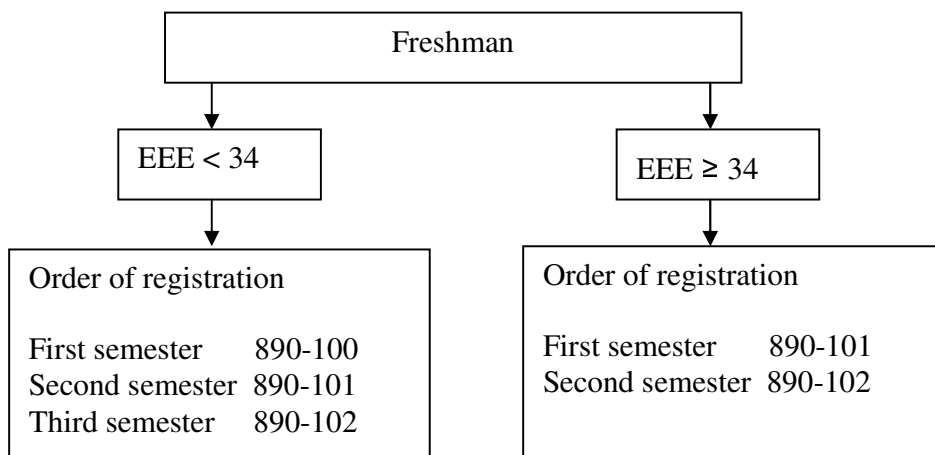 Freshman
EEE < 34
EEE ≥ 34
Order of registration
First semester 890-100
Second semester 890-101
Third semester 890-102
Order of registration
First semester 890-101
Second semester 890-102